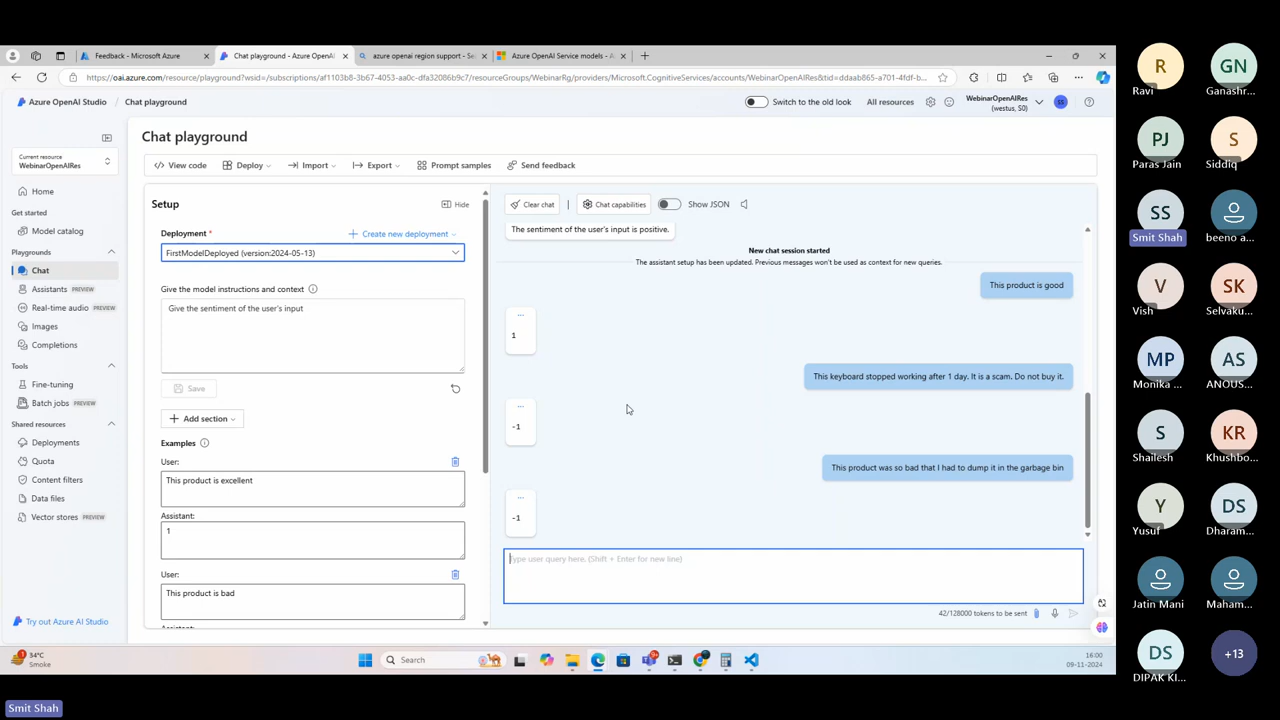 Feedback - Microsoft Azure
Chat playground - Azure OpenAI
azure openai region support - Se
Azure OpenAI Service models - A
https://oai.azure.com/resource/playground?wsid=/subscriptions/af1103b8-3b67-4053-aa0c-dfa32086b9c7/resourceGroups/WebinarRg/providers/Microsoft.CognitiveServices/accounts/WebinarOpenAIRes&tid=ddaab865-a701-4fdf-b...
Azure OpenAI Studio
Chat playground
Switch to the old look
All resources
WebinarOpenAIRes
(westus, S0)
SS
Current resource
WebinarOpenAIRes
Home
Get started
Model catalog
Playgrounds
Chat
Assistants PREVIEW
Real-time audio PREVIEW
Images
Completions
Tools
Fine-tuning
Batch jobs PREVIEW
Shared resources
Deployments
Quota
Content filters
Data files
Vector stores PREVIEW
Try out Azure AI Studio
Chat playground
View code
Deploy
Import
Export
Prompt samples
Send feedback
Setup
Hide
Deployment *
Create new deployment
FirstModelDeployed (version:2024-05-13)
Give the model instructions and context
Give the sentiment of the user's input
Save
Add section
Examples
User:
This product is excellent
Assistant:
1
User:
This product is bad
Assistant:
Clear chat
Chat capabilities
Show JSON
The sentiment of the user's input is positive.
New chat session started
The assistant setup has been updated. Previous messages won't be used as context for new queries.
This product is good
...
1
This keyboard stopped working after 1 day. It is a scam. Do not buy it.
...
-1
This product was so bad that I had to dump it in the garbage bin
...
-1
Type user query here. (Shift + Enter for new line)
42/128000 tokens to be sent
1
34°C
Smoke
Search
16:00
09-11-2024
R
Ravi
GN
Ganashr...
PJ
Paras Jain
S
Siddiq
SS
Smit Shah
beeno a...
V
Vish
SK
Selvaku...
MP
Monika ...
AS
ANOUS...
S
Shailesh
KR
Khushbo...
Y
Yusuf
DS
Dharam...
Jatin Mani
Maham...
DS
DIPAK KI...
+13
Smit Shah